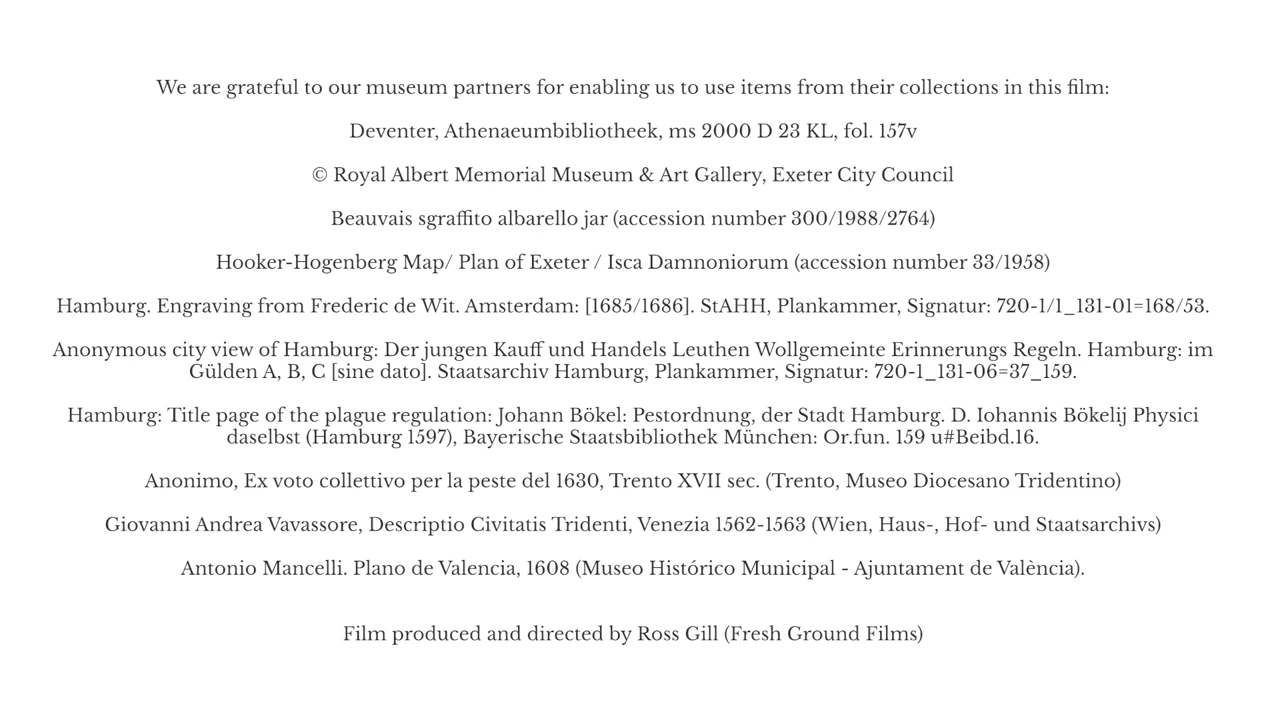 We are grateful to our museum partners for enabling us to use items from their collections in this film:
Deventer, Athenaeumbibliotheek, ms 2000 D 23 KL, fol. 157v
© Royal Albert Memorial Museum & Art Gallery, Exeter City Council
Beauvais sgraffito albarello jar (accession number 300/1988/2764)
Hooker-Hogenberg Map/ Plan of Exeter / Isca Damnoniorum (accession number 33/1958)
Hamburg. Engraving from Frederic de Wit. Amsterdam: [1685/1686]. StAHH, Plankammer, Signatur: 720-1/1_131-01=168/53.
Anonymous city view of Hamburg: Der jungen Kauff und Handels Leuthen Wollgemeinte Erinnerungs Regeln. Hamburg: im
Gülden A, B, C [sine dato]. Staatsarchiv Hamburg, Plankammer, Signatur: 720-1_131-06=37_159.
Hamburg: Title page of the plague regulation: Johann Bökel: Pestordnung, der Stadt Hamburg. D. Iohannis Bökelij Physici
daselbst (Hamburg 1597), Bayerische Staatsbibliothek München: Or.fun. 159 u#Beibd.16.
Anonimo, Ex voto collettivo per la peste del 1630, Trento XVII sec. (Trento, Museo Diocesano Tridentino)
Giovanni Andrea Vavassore, Descriptio Civitatis Tridenti, Venezia 1562-1563 (Wien, Haus-, Hof- und Staatsarchivs)
Antonio Mancelli. Plano de Valencia, 1608 (Museo Histórico Municipal - Ajuntament de València).
Film produced and directed by Ross Gill (Fresh Ground Films)